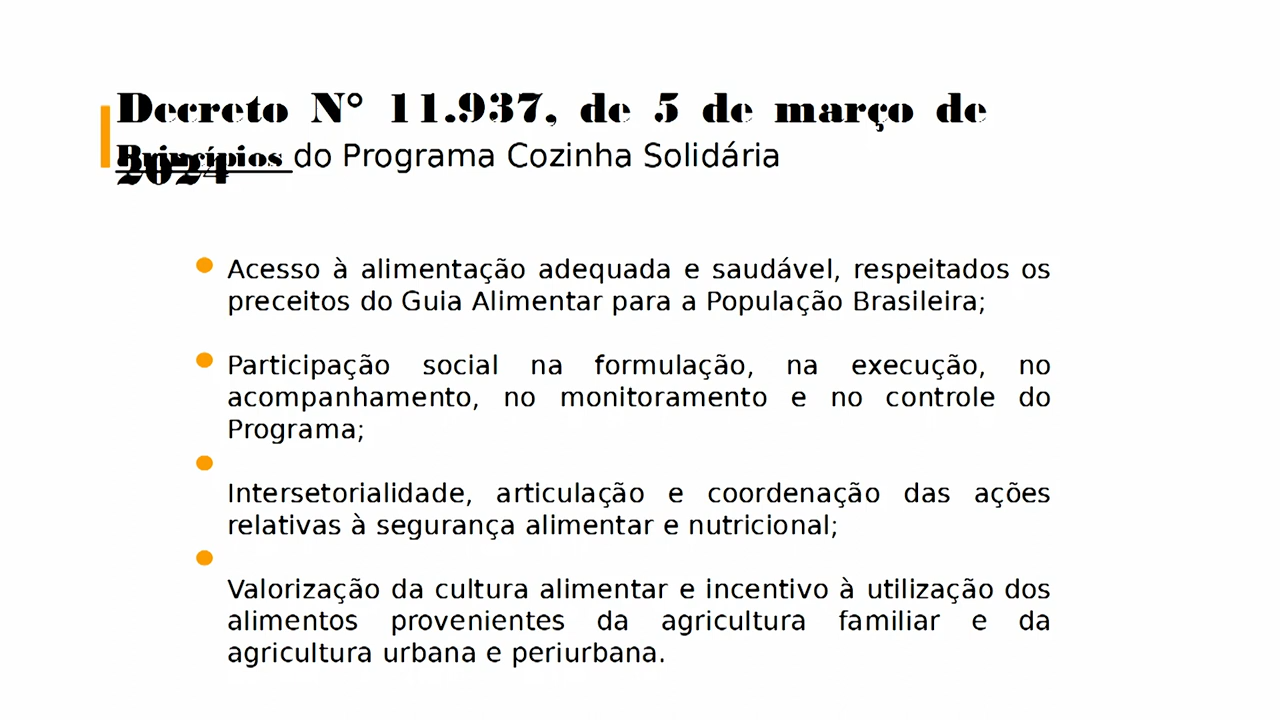 Decreto N° 11.937, de 5 de março de
2024
Princípios do Programa Cozinha Solidária
Acesso à alimentação adequada e saudável, respeitados os
preceitos do Guia Alimentar para a População Brasileira;
Participação social na formulação, na execução, no
acompanhamento, no monitoramento e no controle do
Programa;
Intersetorialidade, articulação e coordenação das ações
relativas à segurança alimentar e nutricional;
Valorização da cultura alimentar e incentivo à utilização dos
alimentos provenientes da agricultura familiar e da
agricultura urbana e periurbana.